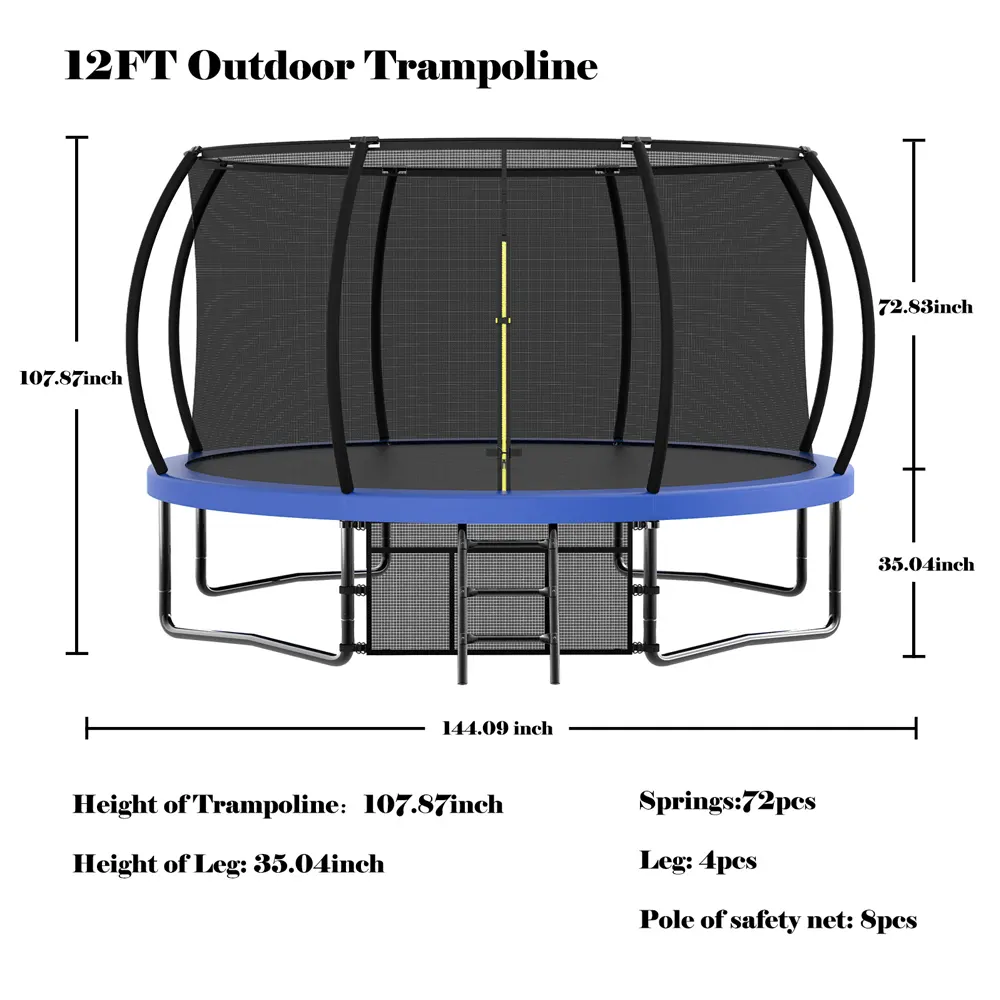 12FT Outdoor Trampoline
72.83inch
107.87inch
35.04inch
144.09 inch
Height of Trampoline: 107.87inch
Height of Leg: 35.04inch
Springs:72pcs
Leg: 4pcs
Pole of safety net: 8pcs